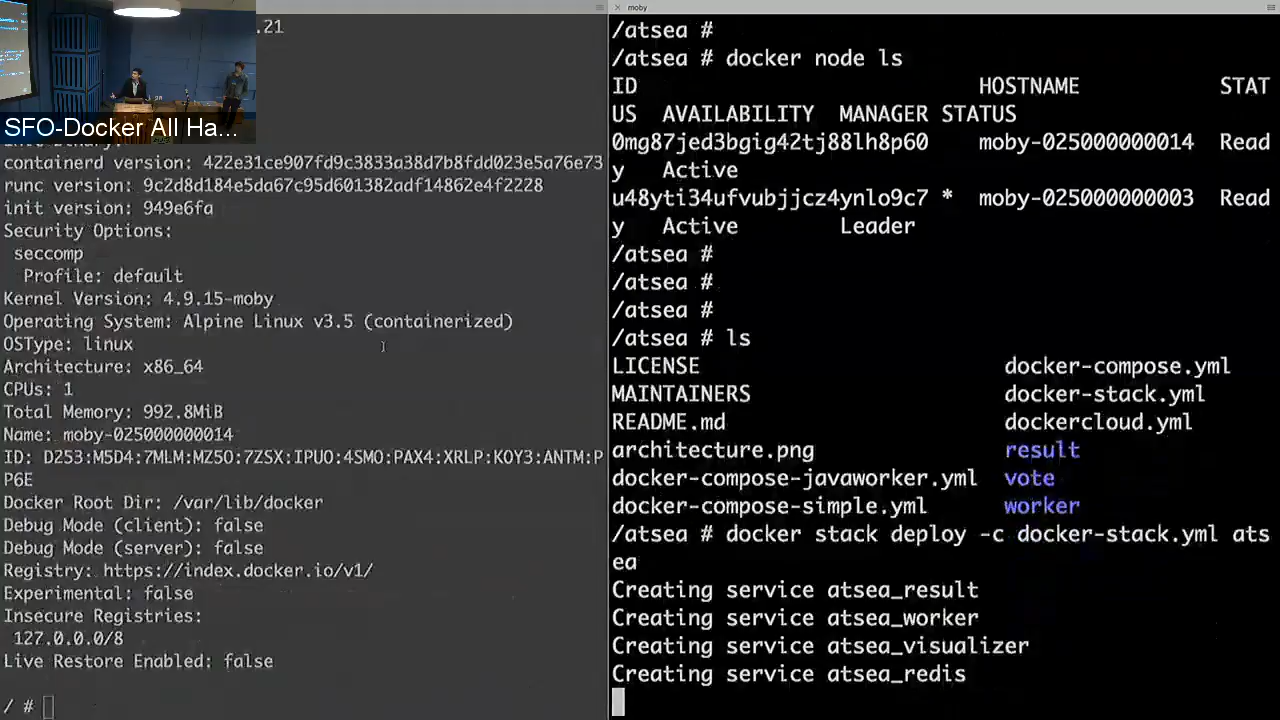 .21
SFO-Docker All Ha...
containerd version: 422e31ce907fd9c3833a38d7b8fdd023e5a76e73
runc version: 9c2d8d184e5da67c95d601382adf14862e4f2228
init version: 949e6fa
Security Options:
seccomp
Profile: default
Kernel Version: 4.9.15-moby
Operating System: Alpine Linux v3.5 (containerized)
OSType: linux
Architecture: x86_64
CPUs: 1
Total Memory: 992.8MiB
Name: moby-025000000014
ID: D253:M5D4:7MLM:MZ5O:7ZSX:IPUO:4SMO:PAX4:XRLP:KOY3:ANTM:P
P6E
Docker Root Dir: /var/lib/docker
Debug Mode (client): false
Debug Mode (server): false
Registry: https://index.docker.io/v1/
Experimental: false
Insecure Registries:
127.0.0.0/8
Live Restore Enabled: false
/ #
moby
/atsea #
/atsea # docker node ls
ID HOSTNAME STAT
US AVAILABILITY MANAGER STATUS
0mg87jed3bgig42tj88lh8p60 moby-025000000014 Read
y Active
u48yti34ufvubjjcz4ynlo9c7 * moby-025000000003 Read
y Active Leader
/atsea #
/atsea #
/atsea #
/atsea # ls
LICENSE docker-compose.yml
MAINTAINERS docker-stack.yml
README.md dockercloud.yml
architecture.png result
docker-compose-javaworker.yml vote
docker-compose-simple.yml worker
/atsea # docker stack deploy -c docker-stack.yml ats
ea
Creating service atsea_result
Creating service atsea_worker
Creating service atsea_visualizer
Creating service atsea_redis